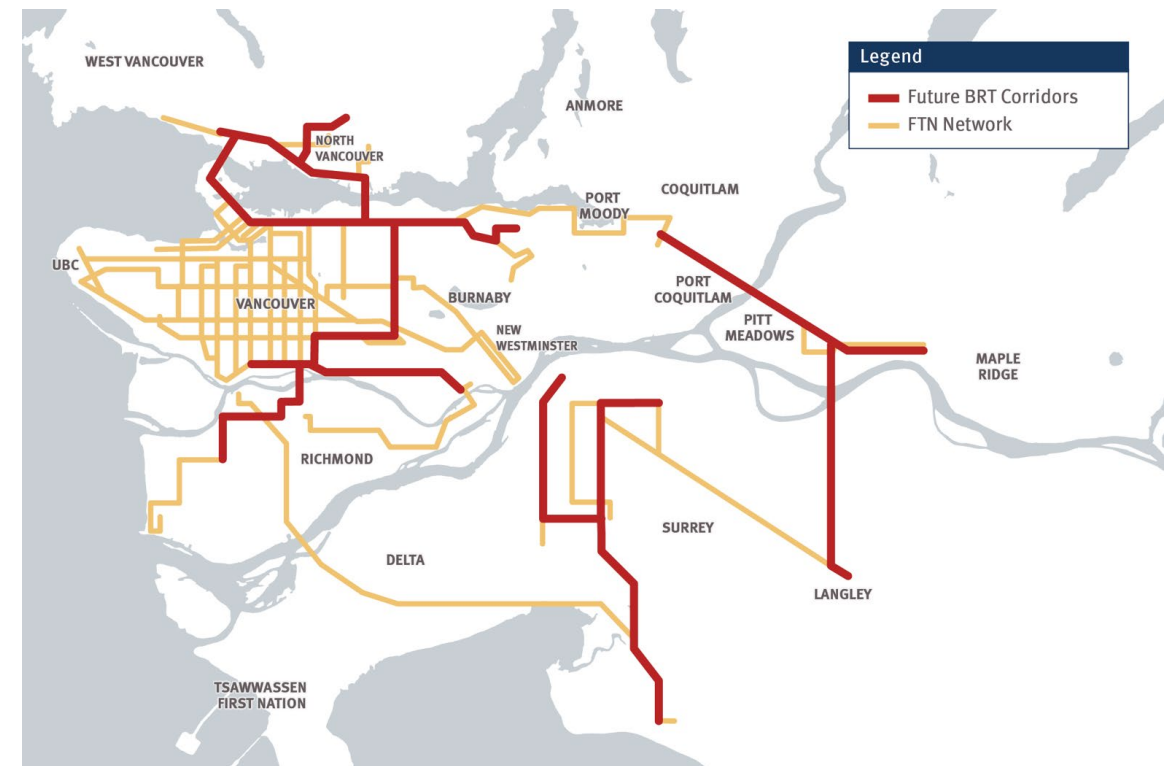 WEST VANCOUVER
Legend
Future BRT Corridors
FTN Network
ANMORE
NORTH
VANCOUVER
COQUITLAM
PORT
MOODY
UBC
PORT
COQUITLAM
BURNABY
VANCOUVER
PITT
MEADOWS
NEW
WESTMINSTER
MAPLE
RIDGE
RICHMOND
SURREY
DELTA
LANGLEY
TSAWWASSEN
FIRST NATION